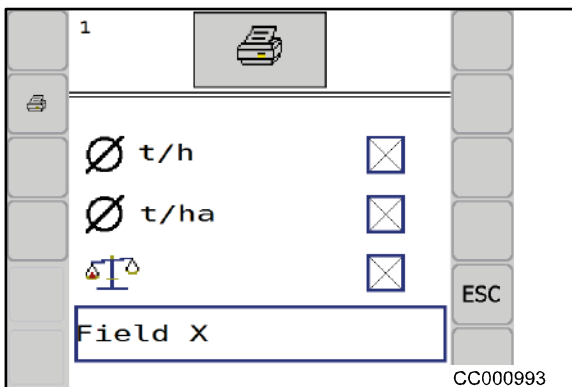 1
Ø t/h
Ø t/ha
ESC
Field X
CC000993